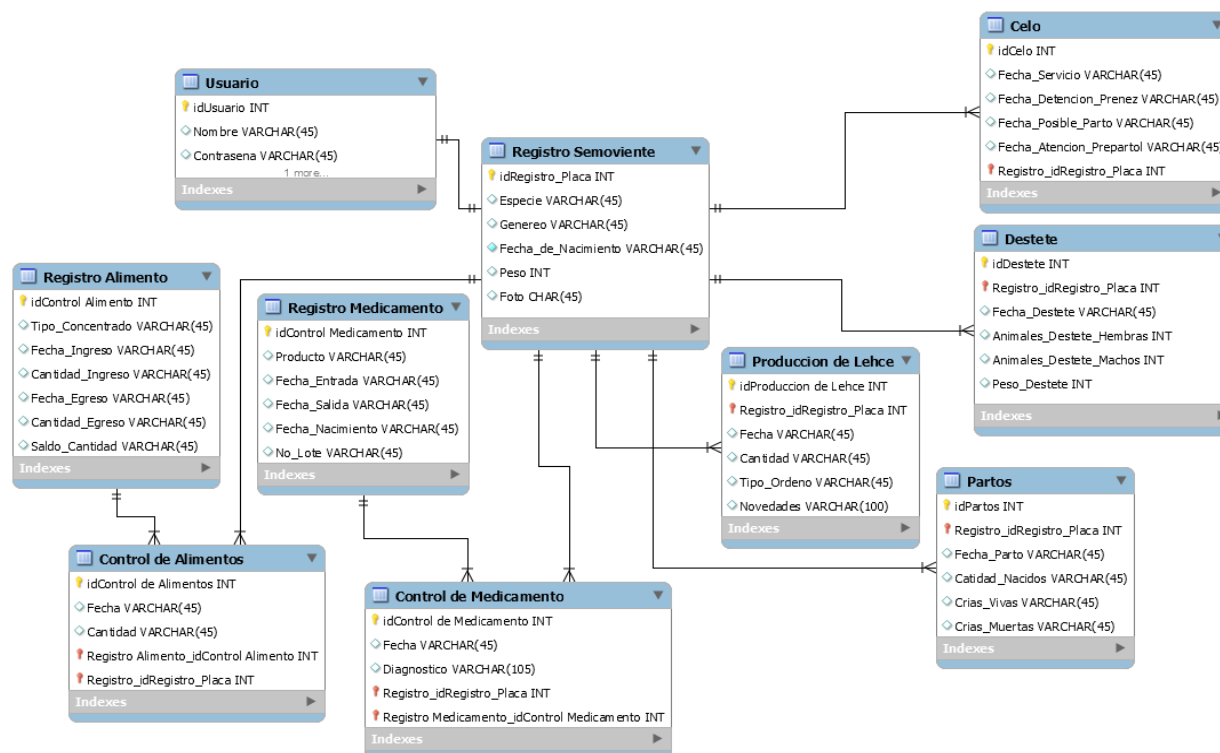 Celo
idCelo INT
Fecha_Servicio VARCHAR(45)
Fecha_Detencion_Prenez VARCHAR(45)
Fecha_Posible_Parto VARCHAR(45)
Fecha_Atencion_Prepartol VARCHAR(45)
Registro_idRegistro_Placa INT
Usuario
idUsuario INT
Nombre VARCHAR(45)
Contrasena VARCHAR(45)
1 more...
Indexes
Registro Semoviente
idRegistro_Placa INT
Especie VARCHAR(45)
Genereo VARCHAR(45)
Fecha_de_Nacimiento VARCHAR(45)
Peso INT
Foto CHAR(45)
Indexes
Indexes
Destete
idDestete INT
Registro_idRegistro_Placa INT
Fecha_Destete VARCHAR(45)
Animales_Destete_Hembras INT
Animales_Destete_Machos INT
Peso_Destete INT
Indexes
Registro Alimento
idControl Alimento INT
Tipo_Concentrado VARCHAR(45)
Fecha_Ingreso VARCHAR(45)
Cantidad_Ingreso VARCHAR(45)
Fecha_Egreso VARCHAR(45)
Cantidad_Egreso VARCHAR(45)
Saldo_Cantidad VARCHAR(45)
Indexes
Registro Medicamento
idControl Medicamento INT
Producto VARCHAR(45)
Fecha_Entrada VARCHAR(45)
Fecha_Salida VARCHAR(45)
Fecha_Nacimiento VARCHAR(45)
No_Lote VARCHAR(45)
Indexes
Produccion de Lehce
idProduccion de Lehce INT
Registro_idRegistro_Placa INT
Fecha VARCHAR(45)
Cantidad VARCHAR(45)
Tipo_Ordeno VARCHAR(45)
Novedades VARCHAR(100)
Indexes
Partos
idPartos INT
Registro_idRegistro_Placa INT
Fecha_Parto VARCHAR(45)
Catidad_Nacidos VARCHAR(45)
Crias_Vivas VARCHAR(45)
Crias_Muertas VARCHAR(45)
Indexes
Control de Alimentos
idControl de Alimentos INT
Fecha VARCHAR(45)
Cantidad VARCHAR(45)
Registro Alimento_idControl Alimento INT
Registro_idRegistro_Placa INT
Indexes
Control de Medicamento
idControl de Medicamento INT
Fecha VARCHAR(45)
Diagnostico VARCHAR(105)
Registro_idRegistro_Placa INT
Registro Medicamento_idControl Medicamento INT
Indexes